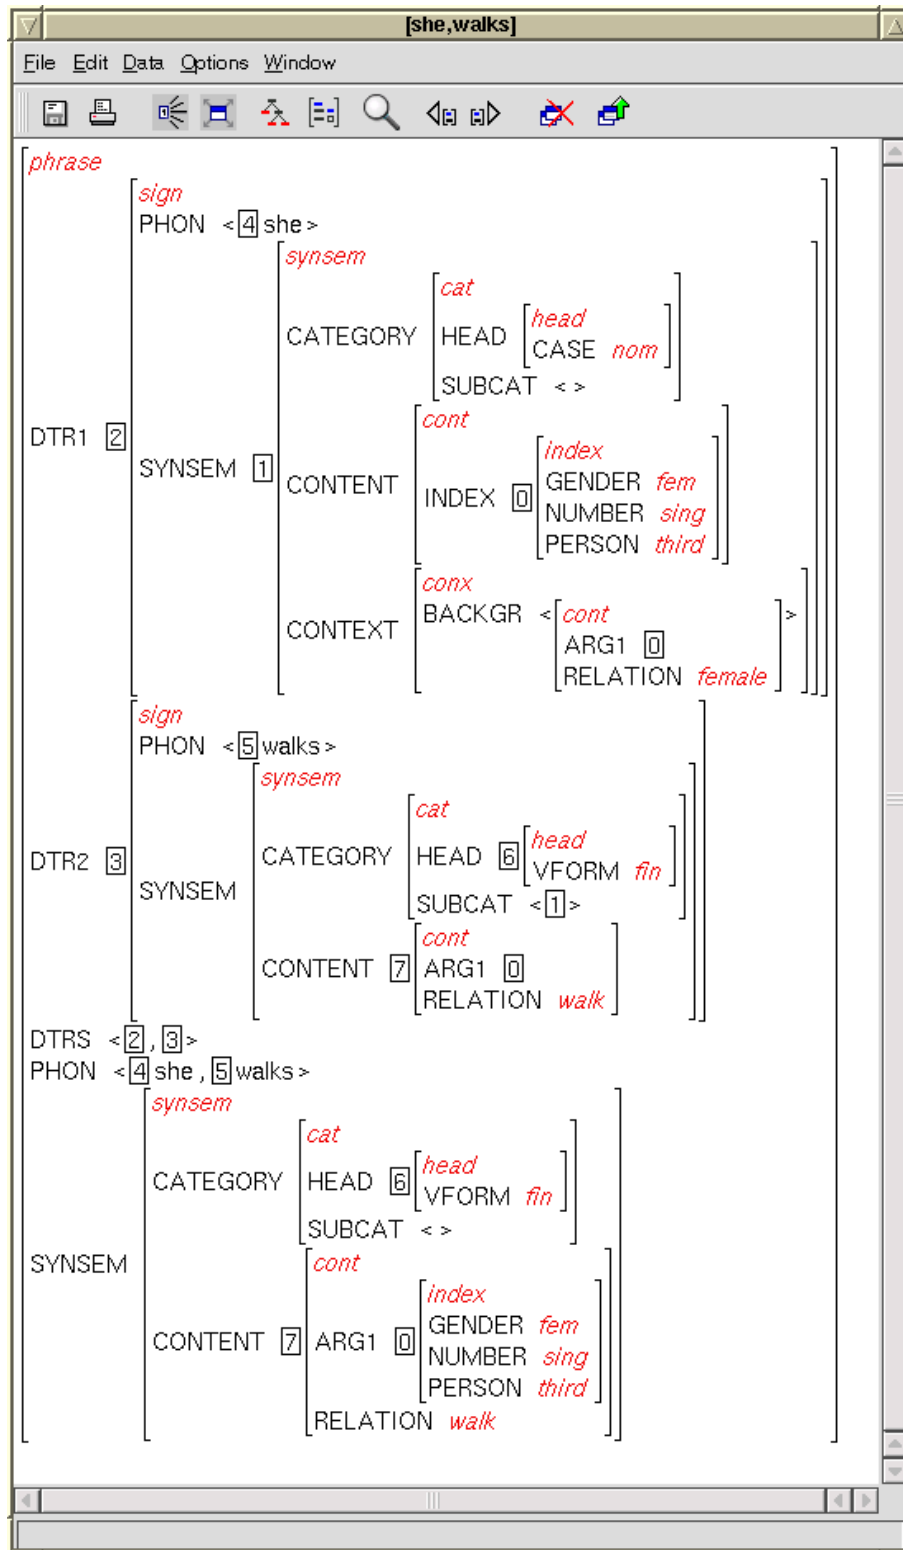 [she,walks]
File Edit Data Options Window
phrase
sign
PHON <4 she>
synsem
cat
HEAD head
CATEGORY CASE nom
SUBCAT < >
cont
DTR1 2
SYNSEM 1 index
CONTENT GENDER fem
INDEX 0 NUMBER sing
PERSON third
conx
BACKGR < cont >
CONTEXT ARG1 0
RELATION female
sign
PHON <5 walks>
synsem
cat
HEAD 6 head
DTR2 3 CATEGORY VFORM fin
SYNSEM SUBCAT <1>
cont
CONTENT 7 ARG1 0
RELATION walk
DTRS <2, 3>
PHON <4 she, 5 walks>
synsem
cat
head
CATEGORY HEAD 6 VFORM fin
SUBCAT < >
SYNSEM cont
index
GENDER fem
CONTENT 7 ARG1 0 NUMBER sing
PERSON third
RELATION walk